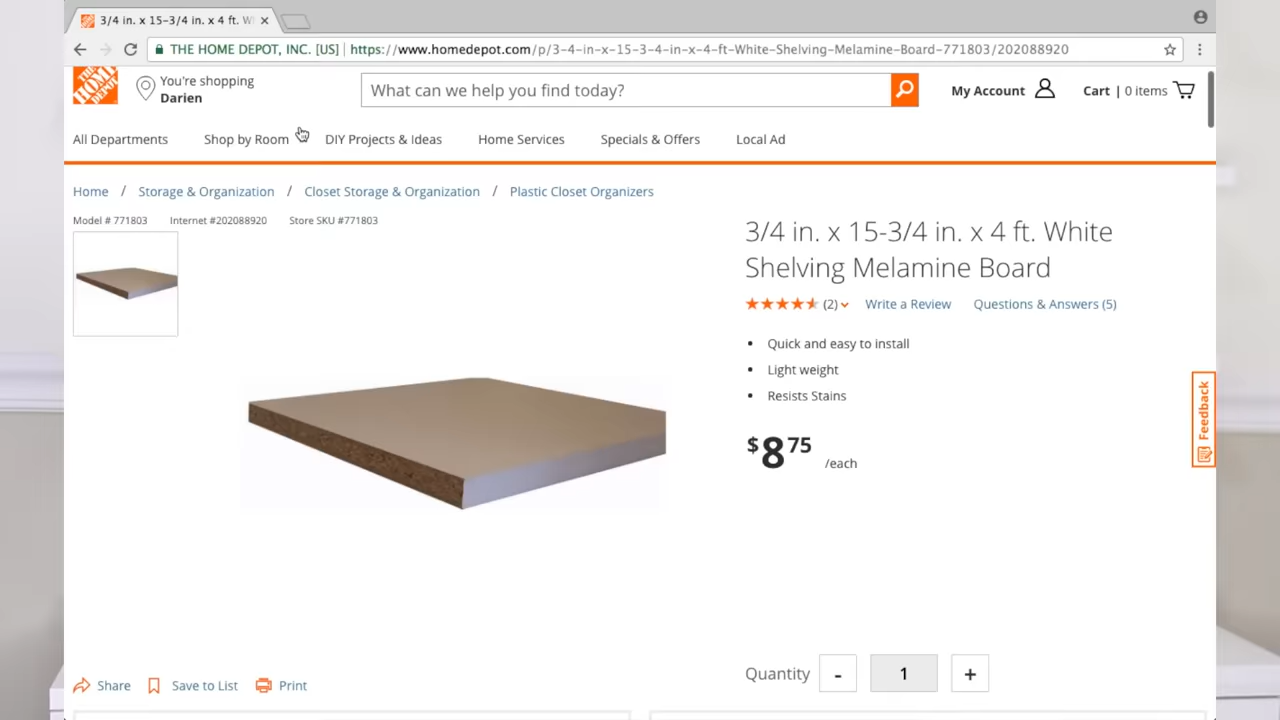 3/4 in. x 15-3/4 in. x 4 ft. W
THE HOME DEPOT, INC. [US] | https://www.homedepot.com/p/3-4-in-x-15-3-4-in-x-4-ft-White-Shelving-Melamine-Board-771803/202088920
THE HOME DEPOT
You're shopping
Darien
What can we help you find today?
My Account
Cart | 0 items
All Departments
Shop by Room
DIY Projects & Ideas
Home Services
Specials & Offers
Local Ad
Home / Storage & Organization / Closet Storage & Organization / Plastic Closet Organizers
Model # 771803 Internet #202088920 Store SKU #771803
3/4 in. x 15-3/4 in. x 4 ft. White
Shelving Melamine Board
(2) Write a Review Questions & Answers (5)
• Quick and easy to install
• Light weight
• Resists Stains
$8 75 /each
Feedback
Quantity - 1 +
Share Save to List Print